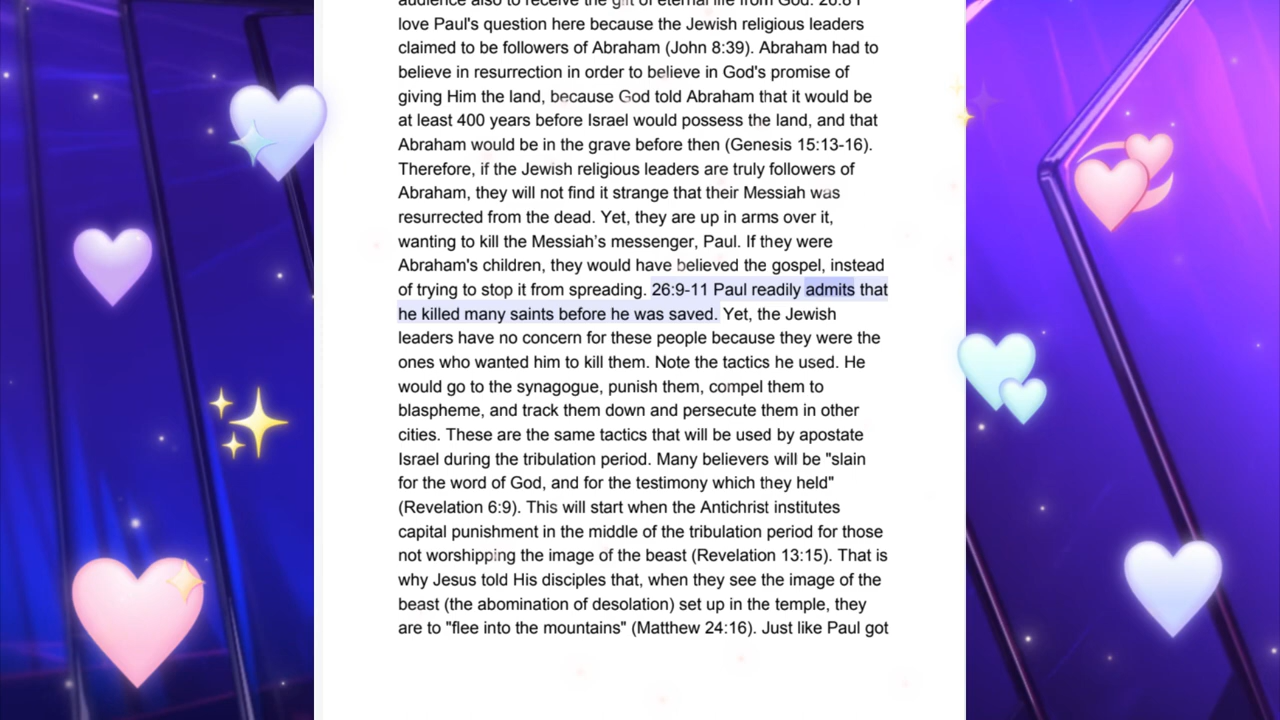 audience also to receive the gift of eternal life from God. 26:8 I
love Paul's question here because the Jewish religious leaders
claimed to be followers of Abraham (John 8:39). Abraham had to
believe in resurrection in order to believe in God's promise of
giving Him the land, because God told Abraham that it would be
at least 400 years before Israel would possess the land, and that
Abraham would be in the grave before then (Genesis 15:13-16).
Therefore, if the Jewish religious leaders are truly followers of
Abraham, they will not find it strange that their Messiah was
resurrected from the dead. Yet, they are up in arms over it,
wanting to kill the Messiah’s messenger, Paul. If they were
Abraham's children, they would have believed the gospel, instead
of trying to stop it from spreading. 26:9-11 Paul readily admits that
he killed many saints before he was saved. Yet, the Jewish
leaders have no concern for these people because they were the
ones who wanted him to kill them. Note the tactics he used. He
would go to the synagogue, punish them, compel them to
blaspheme, and track them down and persecute them in other
cities. These are the same tactics that will be used by apostate
Israel during the tribulation period. Many believers will be "slain
for the word of God, and for the testimony which they held"
(Revelation 6:9). This will start when the Antichrist institutes
capital punishment in the middle of the tribulation period for those
not worshipping the image of the beast (Revelation 13:15). That is
why Jesus told His disciples that, when they see the image of the
beast (the abomination of desolation) set up in the temple, they
are to "flee into the mountains" (Matthew 24:16). Just like Paul got